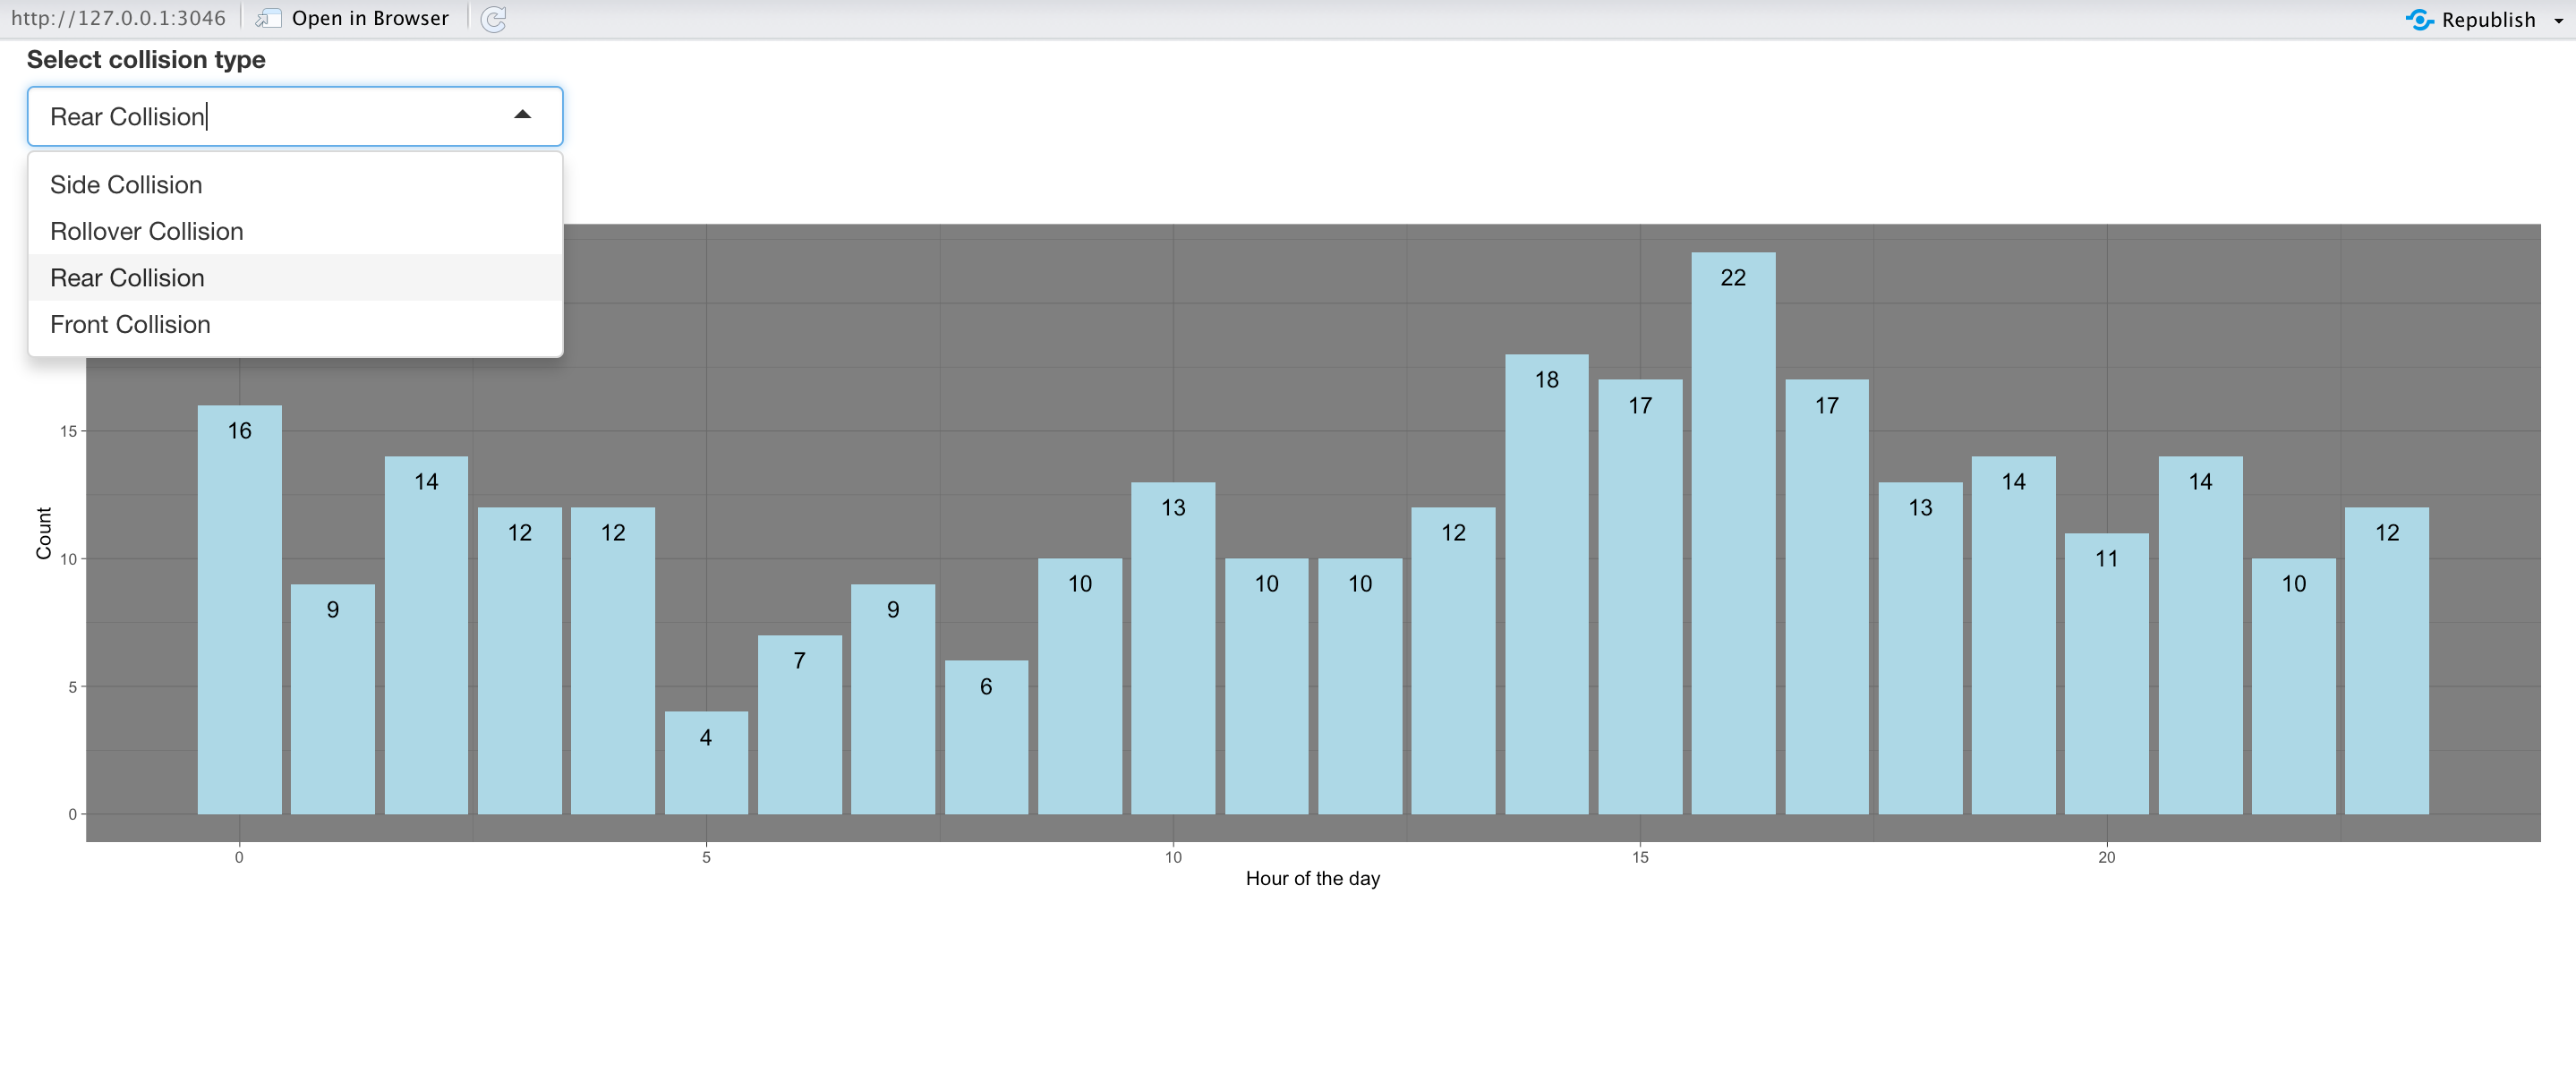 http://127.0.0.1:3046 Open in Browser Republish
Select collision type
Rear Collision
Side Collision
Rollover Collision
Rear Collision
Front Collision
22
18
17
17
16
15
14
14
14
13
13
12
12
12
12
11
10
10
10
10
9
9
7
6
4
Count
10
5
0
0 5 10 15 20
Hour of the day